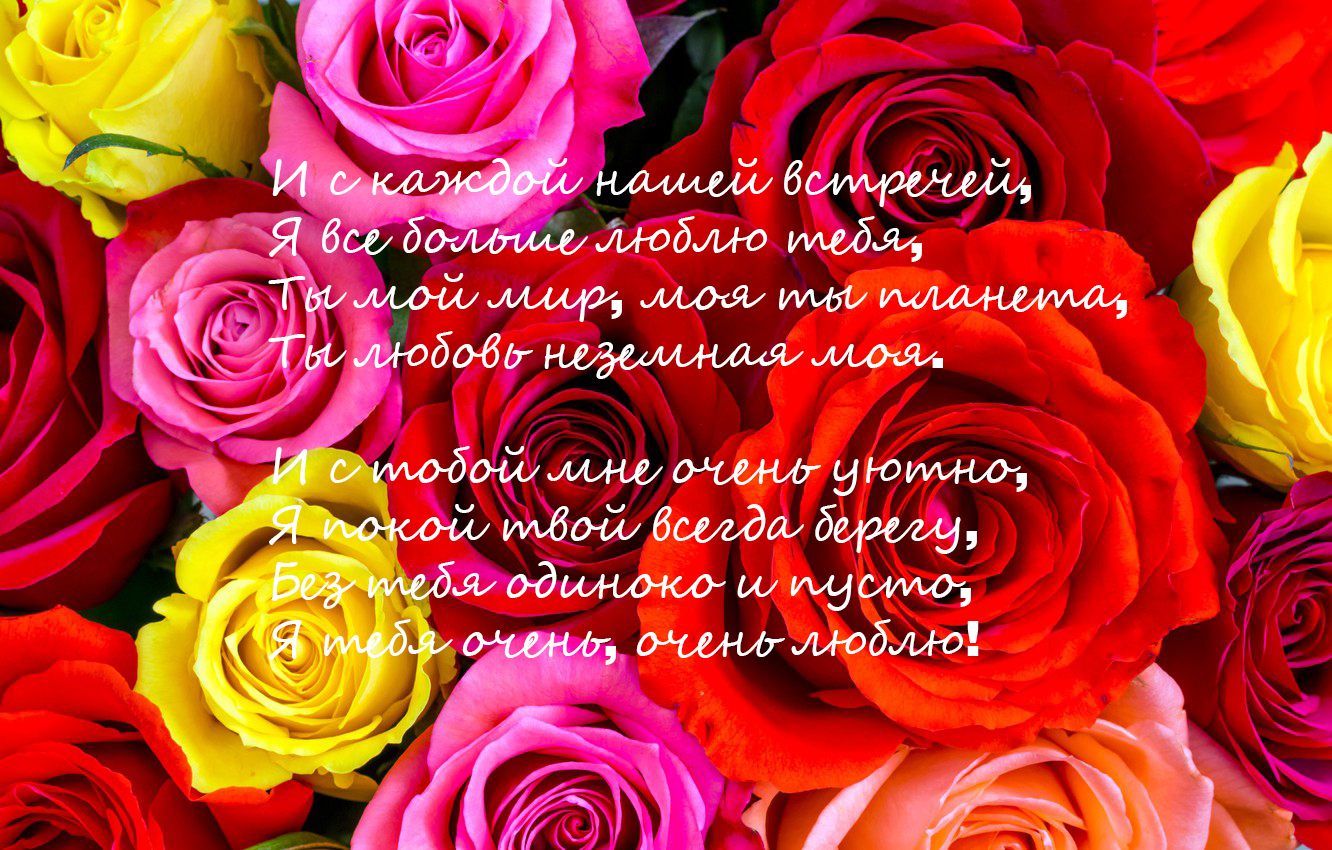 И с каждой нашей встречей,
Я все больше люблю тебя,
Ты мой мир, моя ты планета,
Ты любовь неземная моя.
И с тобой мне очень уютно,
Я покой твой всегда берегу,
Без тебя одиноко и пусто,
Я тебя очень, очень люблю!